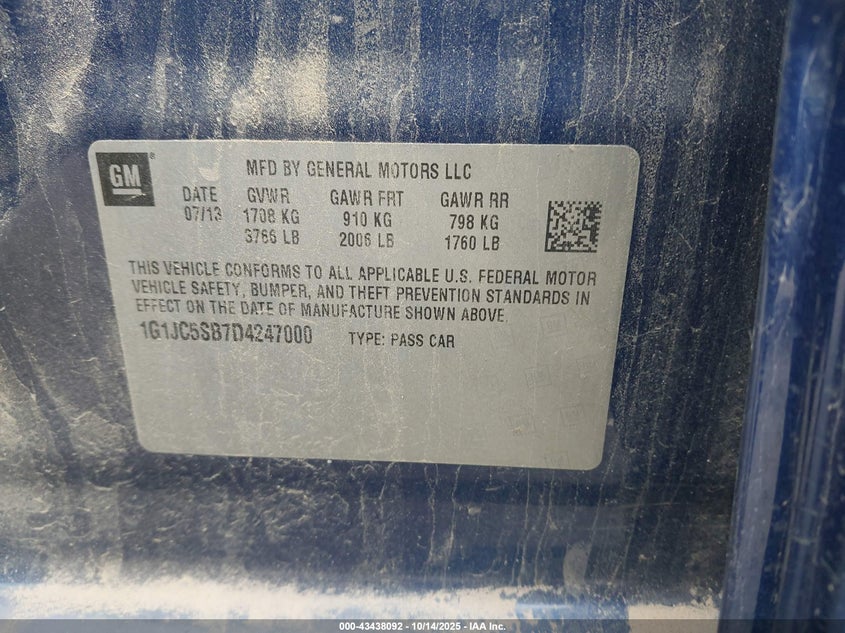 GM
MFD BY GENERAL MOTORS LLC
DATE GVWR GAWR FRT GAWR RR
07/13 1708 KG 910 KG 798 KG
3766 LB 2006 LB 1760 LB
THIS VEHICLE CONFORMS TO ALL APPLICABLE U.S. FEDERAL MOTOR
VEHICLE SAFETY, BUMPER, AND THEFT PREVENTION STANDARDS IN
EFFECT ON THE DATE OF MANUFACTURE SHOWN ABOVE.
1G1JC5SB7D4247000 TYPE: PASS CAR
000-43438092 - 10/14/2025 - IAA Inc.